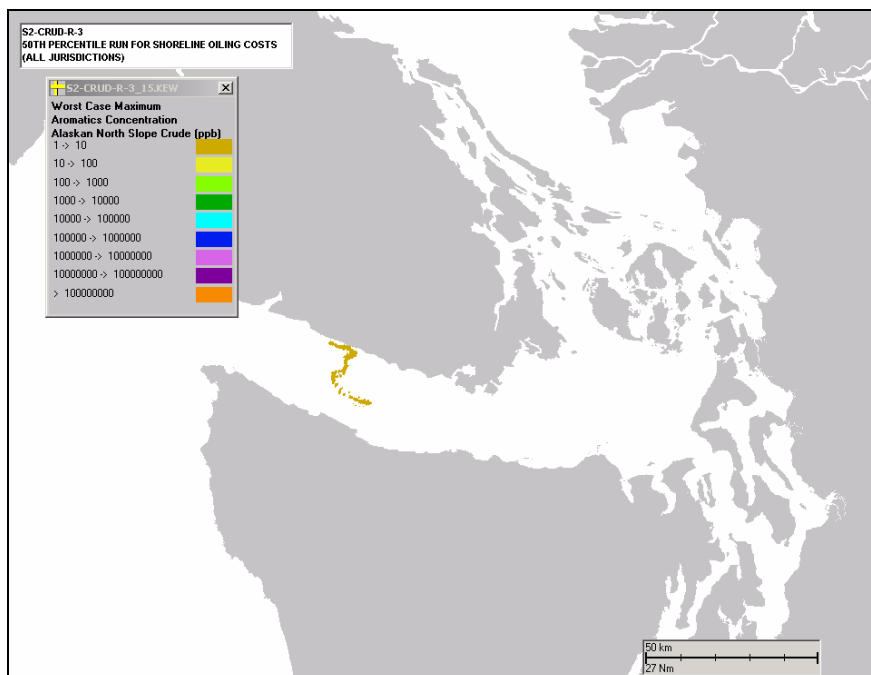 S2-CRUD-R-3
50TH PERCENTILE RUN FOR SHORELINE OILING COSTS
(ALL JURISDICTIONS)
S2-CRUD-R-3_15.KEW
Worst Case Maximum
Aromatics Concentration
Alaskan North Slope Crude (ppb)
1 -> 10
10 -> 100
100 -> 1000
1000 -> 10000
10000 -> 100000
100000 -> 1000000
1000000 -> 10000000
10000000 -> 100000000
> 100000000
50 km
27 Nm